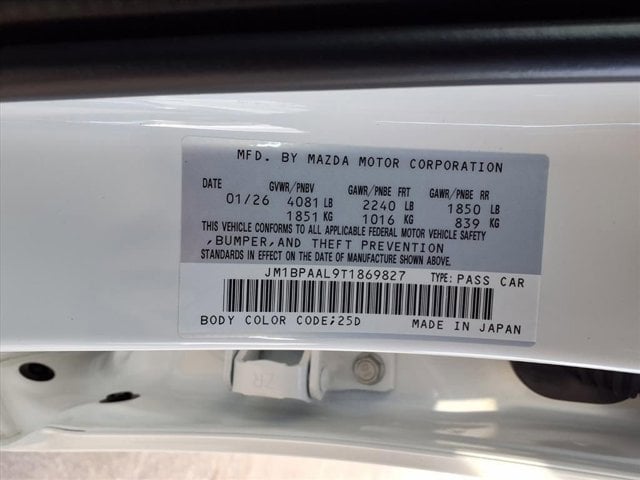 MFD. BY MAZDA MOTOR CORPORATION
DATE GVWR/PNBV GAWR/PNBE FRT GAWR/PNBE RR
01/26 4081 LB 2240 LB 1850 LB
1851 KG 1016 KG 839 KG
THIS VEHICLE CONFORMS TO ALL APPLICABLE FEDERAL MOTOR VEHICLE SAFETY
,BUMPER,AND THEFT PREVENTION
STANDARDS IN EFFECT ON THE DATE OF MANUFACTURE SHOWN ABOVE.
JM1BPAAL9T1869827 TYPE: PASS CAR
BODY COLOR CODE;25D MADE IN JAPAN
ZR